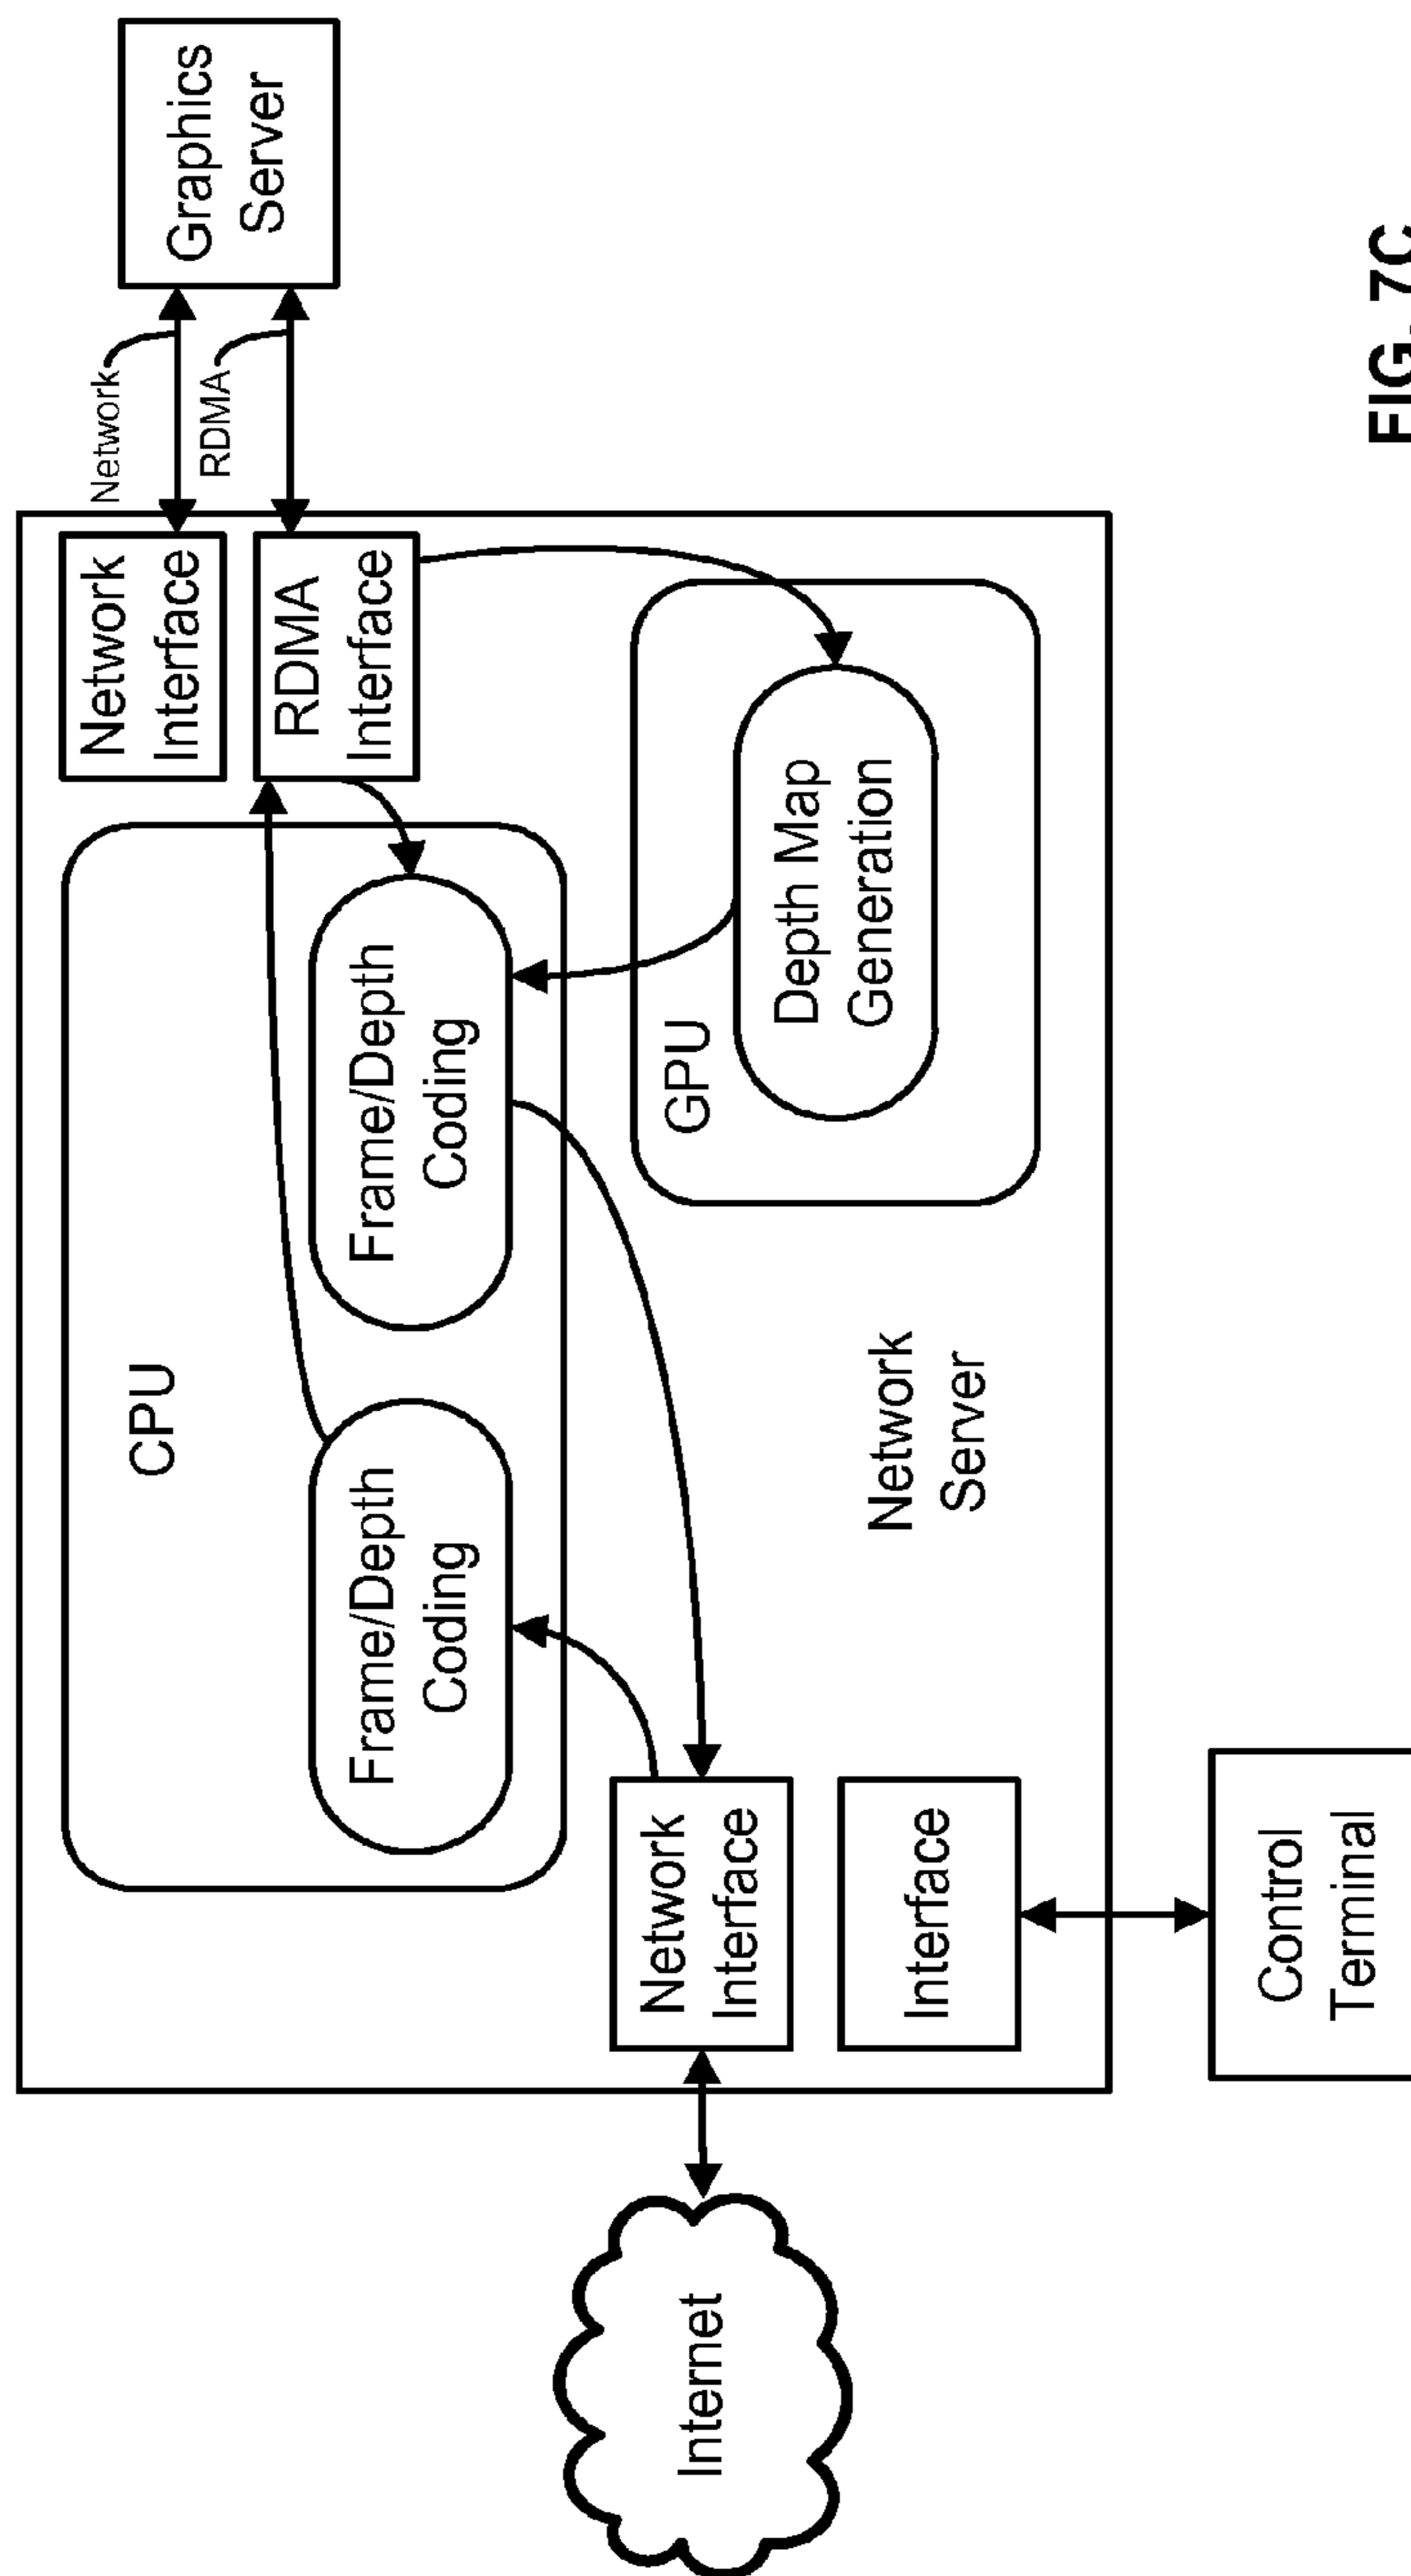 Internet
Network
Interface
Interface
Control
Terminal
CPU
Frame/Depth
Coding
Frame/Depth
Coding
GPU
Depth Map
Generation
Network
Server
Network
Interface
RDMA
Interface
Network
RDMA
Graphics
Server
FIG. 7C